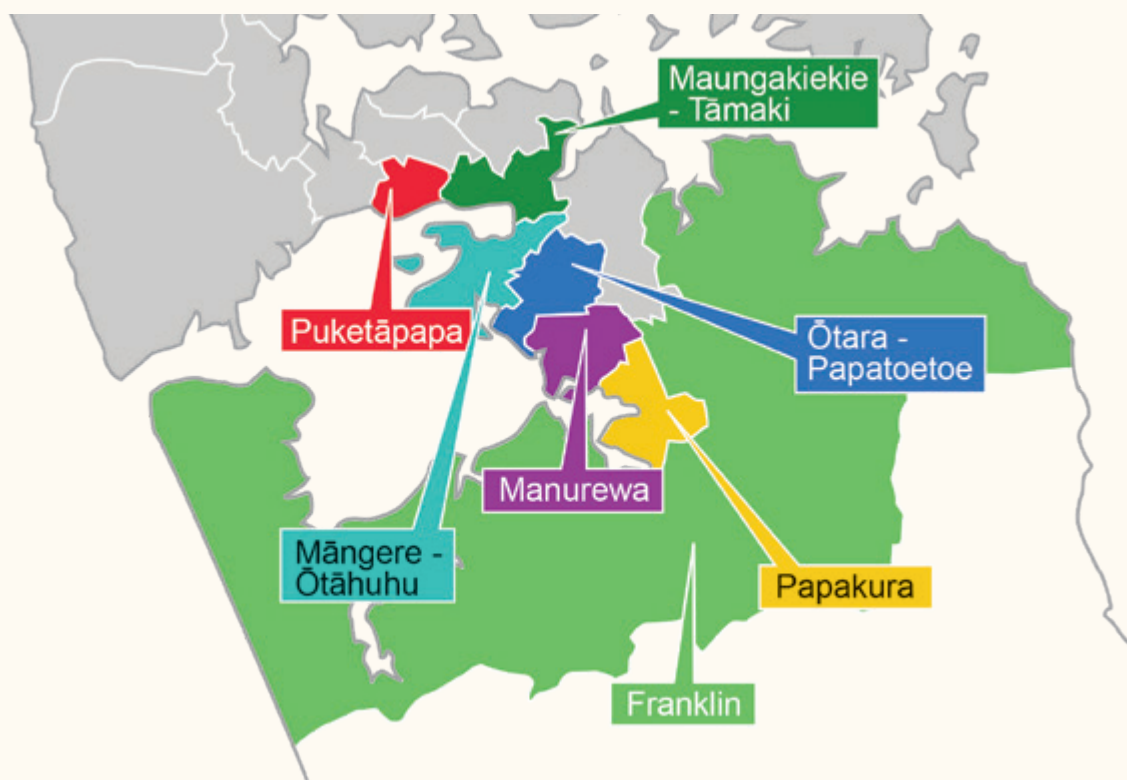 Maungakiekie
- Tāmaki
Puketāpapa
Ōtara -
Papatoetoe
Manurewa
Māngere -
Ōtāhuhu
Papakura
Franklin